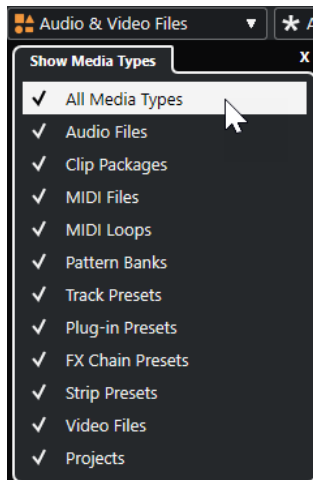 Audio & Video Files ▼ * A
Show Media Types X
✓ All Media Types
✓ Audio Files
✓ Clip Packages
✓ MIDI Files
✓ MIDI Loops
✓ Pattern Banks
✓ Track Presets
✓ Plug-in Presets
✓ FX Chain Presets
✓ Strip Presets
✓ Video Files
✓ Projects